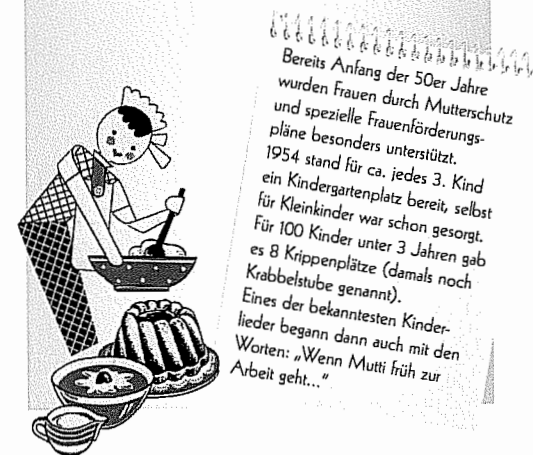 Bereits Anfang der 50er Jahre
wurden Frauen durch Mutterschutz
und spezielle Frauenförderungs-
pläne besonders unterstützt.
1954 stand für ca. jedes 3. Kind
ein Kindergartenplatz bereit, selbst
für Kleinkinder war schon gesorgt.
Für 100 Kinder unter 3 Jahren gab
es 8 Krippenplätze (damals noch
Krabbelstube genannt).
Eines der bekanntesten Kinder-
lieder begann dann auch mit den
Worten: „Wenn Mutti früh zur
Arbeit geht..."